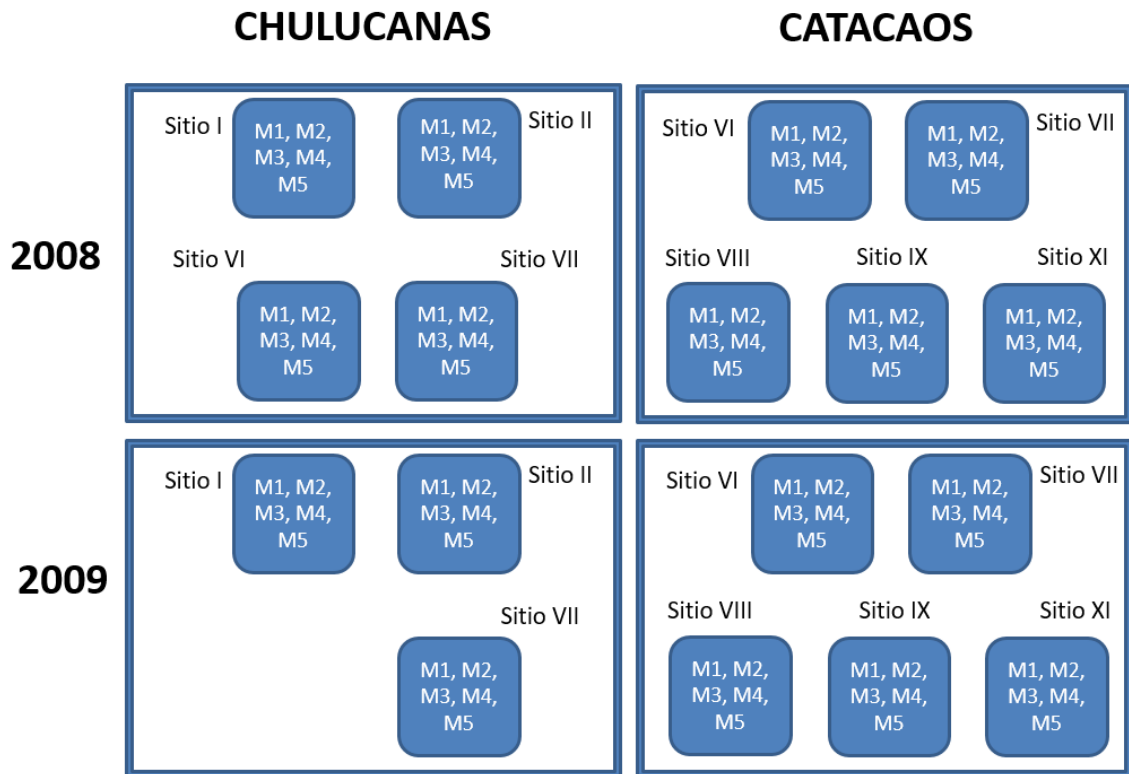 CHULUCANAS
CATACAOS
2008
Sitio I
M1, M2,
M3, M4,
M5
M1, M2,
M3, M4,
M5
Sitio II
Sitio VI
M1, M2,
M3, M4,
M5
Sitio VII
M1, M2,
M3, M4,
M5
Sitio VI
M1, M2,
M3, M4,
M5
M1, M2,
M3, M4,
M5
Sitio VII
Sitio VIII
M1, M2,
M3, M4,
M5
Sitio IX
M1, M2,
M3, M4,
M5
Sitio XI
M1, M2,
M3, M4,
M5
2009
Sitio I
M1, M2,
M3, M4,
M5
M1, M2,
M3, M4,
M5
Sitio II
Sitio VII
M1, M2,
M3, M4,
M5
Sitio VI
M1, M2,
M3, M4,
M5
M1, M2,
M3, M4,
M5
Sitio VII
Sitio VIII
M1, M2,
M3, M4,
M5
Sitio IX
M1, M2,
M3, M4,
M5
Sitio XI
M1, M2,
M3, M4,
M5